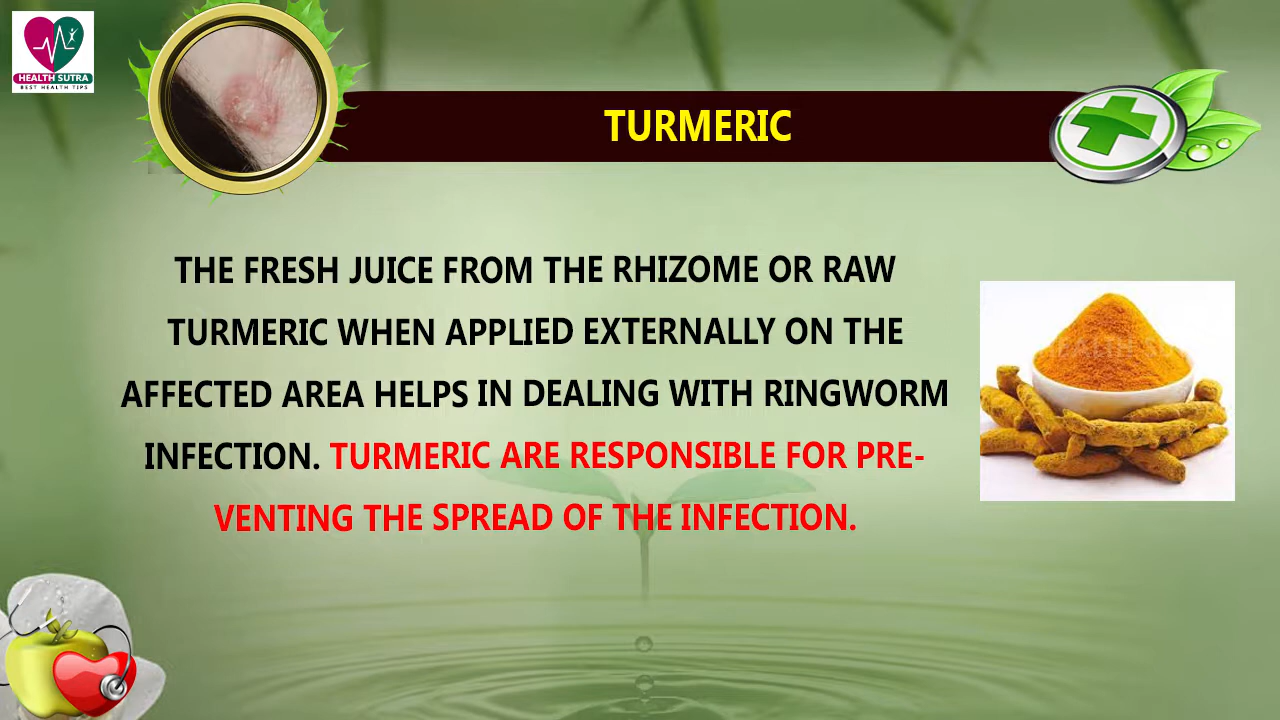 HEALTH SUTRA
BEST HEALTH TIPS
TURMERIC
THE FRESH JUICE FROM THE RHIZOME OR RAW
TURMERIC WHEN APPLIED EXTERNALLY ON THE
AFFECTED AREA HELPS IN DEALING WITH RINGWORM
INFECTION. TURMERIC ARE RESPONSIBLE FOR PRE-
VENTING THE SPREAD OF THE INFECTION.